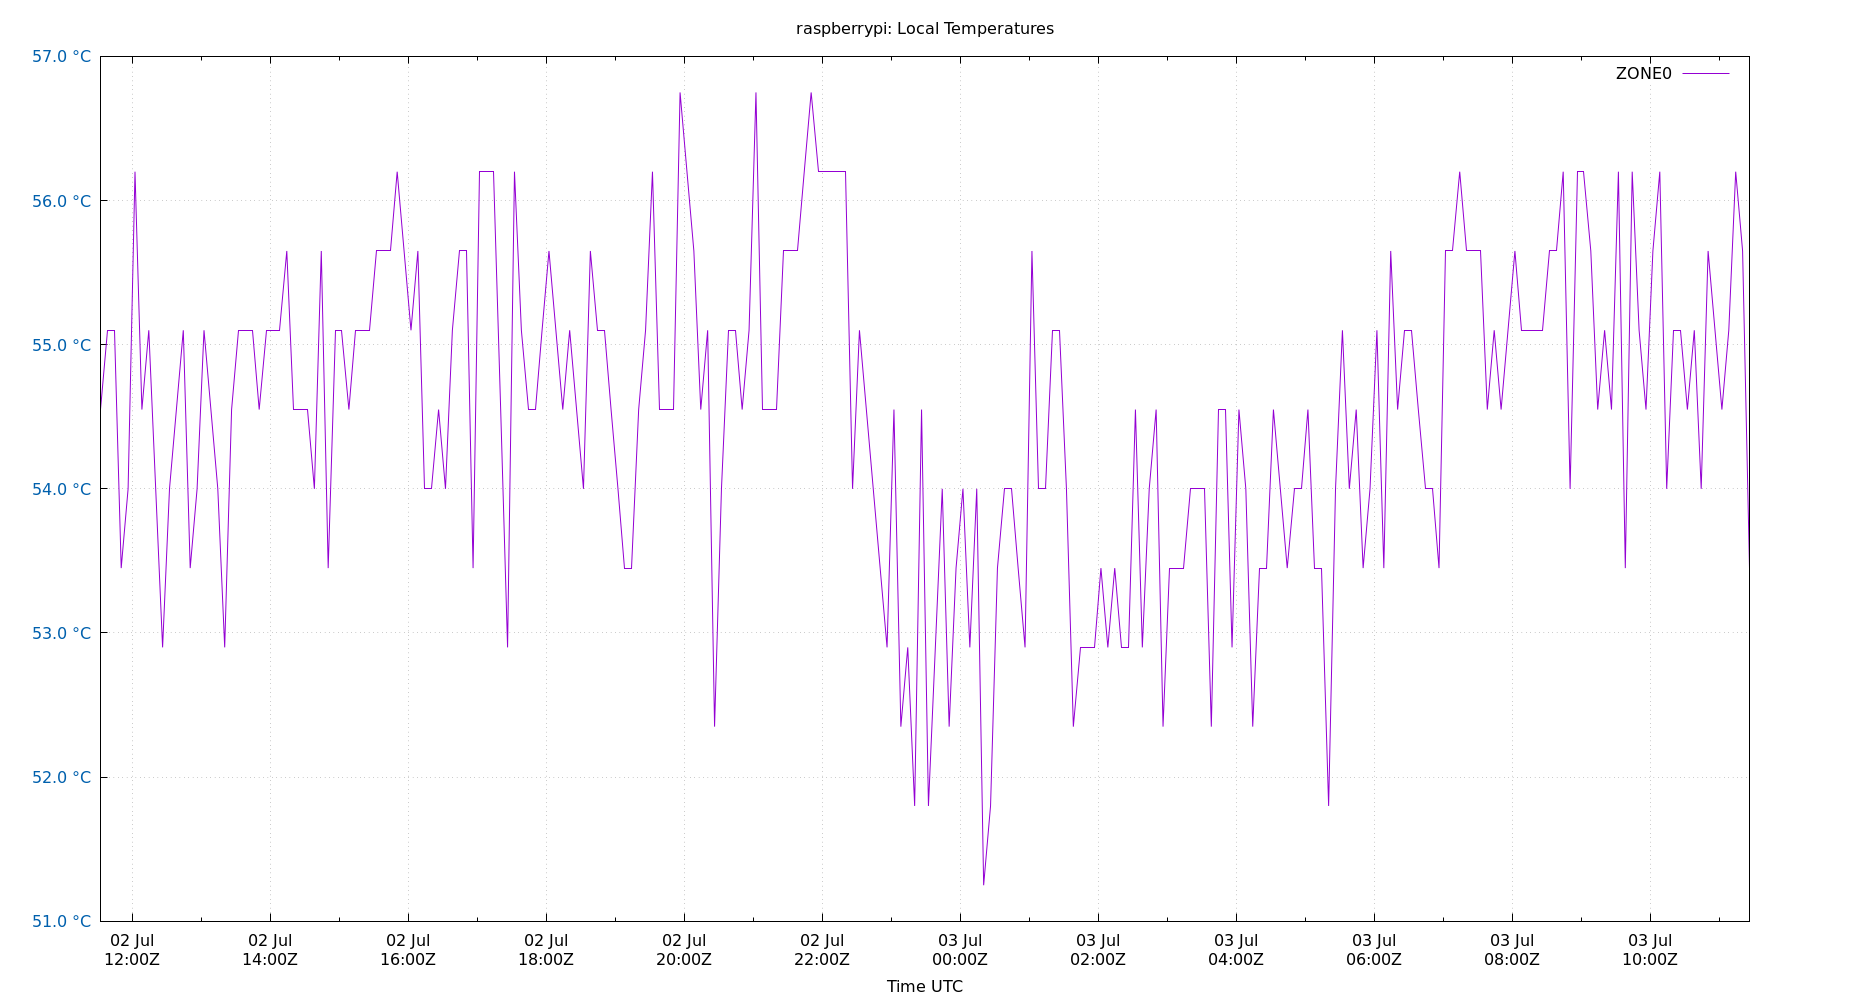 raspberrypi: Local Temperatures
57.0 °C
ZONE0
56.0 °C
55.0 °C
54.0 °C
53.0 °C
52.0 °C
51.0 °C
02 Jul 02 Jul 02 Jul 02 Jul 02 Jul 02 Jul 03 Jul 03 Jul 03 Jul 03 Jul 03 Jul 03 Jul
12:00Z 14:00Z 16:00Z 18:00Z 20:00Z 22:00Z 00:00Z 02:00Z 04:00Z 06:00Z 08:00Z 10:00Z
Time UTC